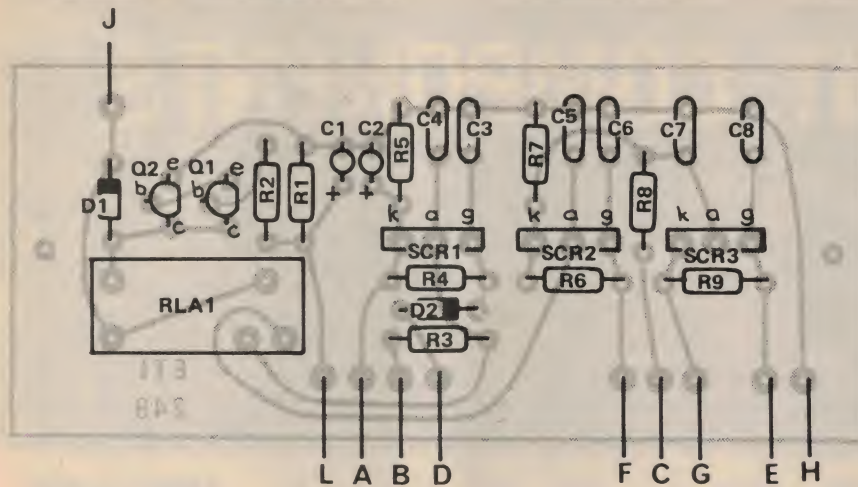 J
C1 C2 R5 C4 C3 R7 C5 C6 C7 C8
Q2 e Q1 e R2 R1 R8
D1 b b + +
c c k a g k a g k a g
SCR1 SCR2 SCR3
RLA1 R4 R6 R9
D2
R3
ETI
248
L A B D F C G E H